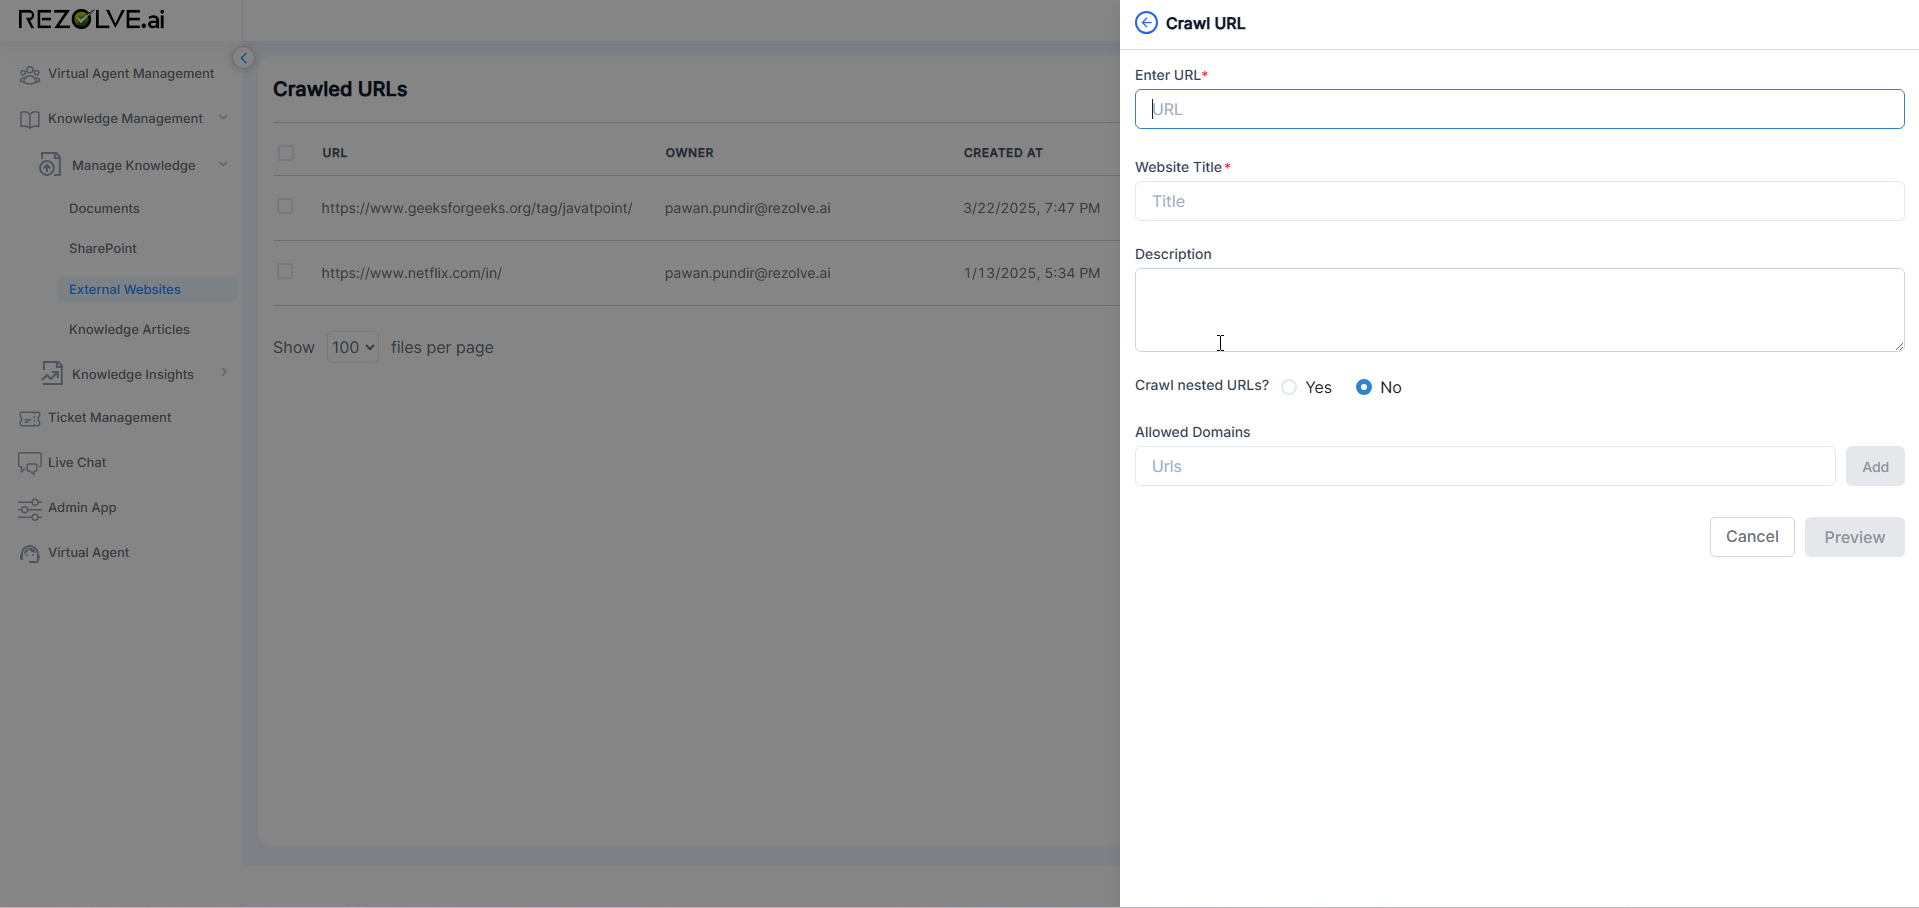 REZOLVE.ai
Virtual Agent Management
Knowledge Management
Manage Knowledge
Documents
SharePoint
External Websites
Knowledge Articles
Knowledge Insights
Ticket Management
Live Chat
Admin App
Virtual Agent
Crawled URLs
URL OWNER CREATED AT
https://www.geeksforgeeks.org/tag/javatpoint/ pawan.pundir@rezolve.ai 3/22/2025, 7:47 PM
https://www.netflix.com/in/ pawan.pundir@rezolve.ai 1/13/2025, 5:34 PM
Show 100 files per page
Crawl URL
Enter URL*
URL
Website Title*
Title
Description
Crawl nested URLs? Yes No
Allowed Domains
Urls Add
Cancel Preview